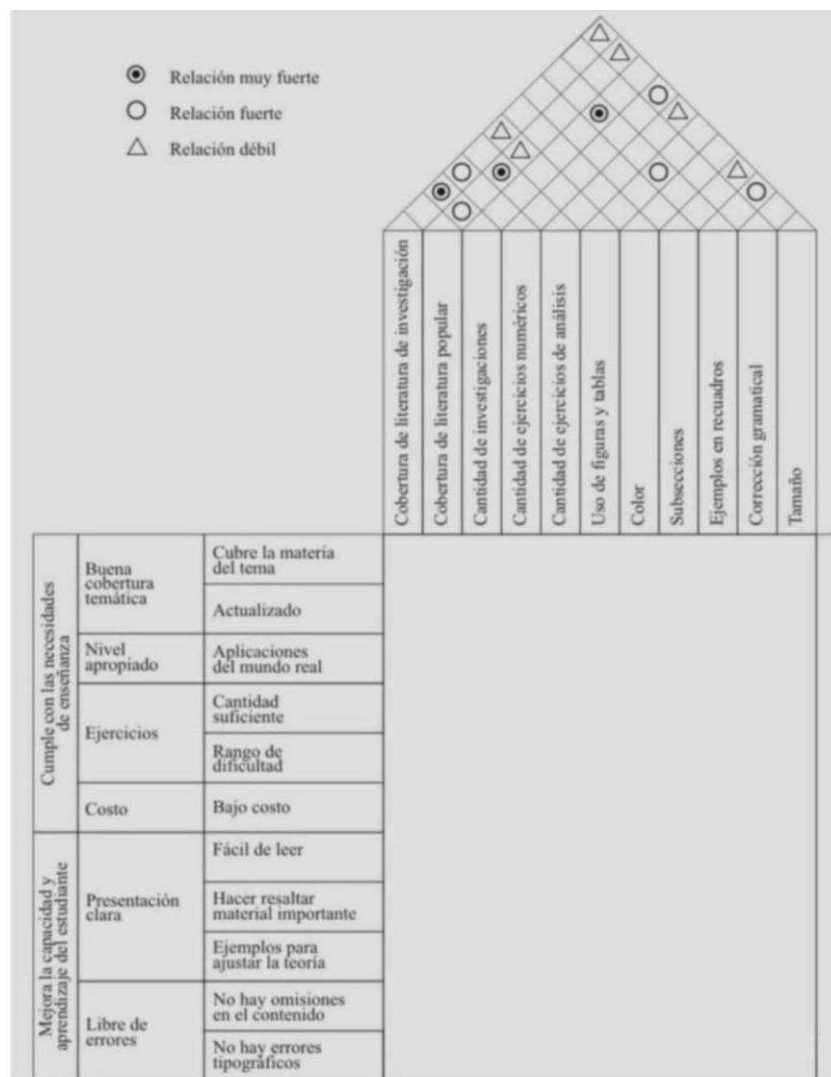 Relación muy fuerte
Relación fuerte
Relación débil
Cobertura de literatura de investigación
Cobertura de literatura popular
Cantidad de investigaciones
Cantidad de ejercicios numéricos
Cantidad de ejercicios de análisis
Uso de figuras y tablas
Color
Subsecciones
Ejemplos en recuadros
Corrección gramatical
Tamaño
Cumple con las necesidades
de enseñanza
Buena
cobertura
temática
Cubre la materia
del tema
Actualizado
Nivel
apropiado
Aplicaciones
del mundo real
Ejercicios
Cantidad
suficiente
Rango de
dificultad
Costo
Bajo costo
Mejora la capacidad y
aprendizaje del estudiante
Presentación
clara
Fácil de leer
Hacer resaltar
material importante
Ejemplos para
ajustar la teoría
Libre de
errores
No hay omisiones
en el contenido
No hay errores
tipográficos